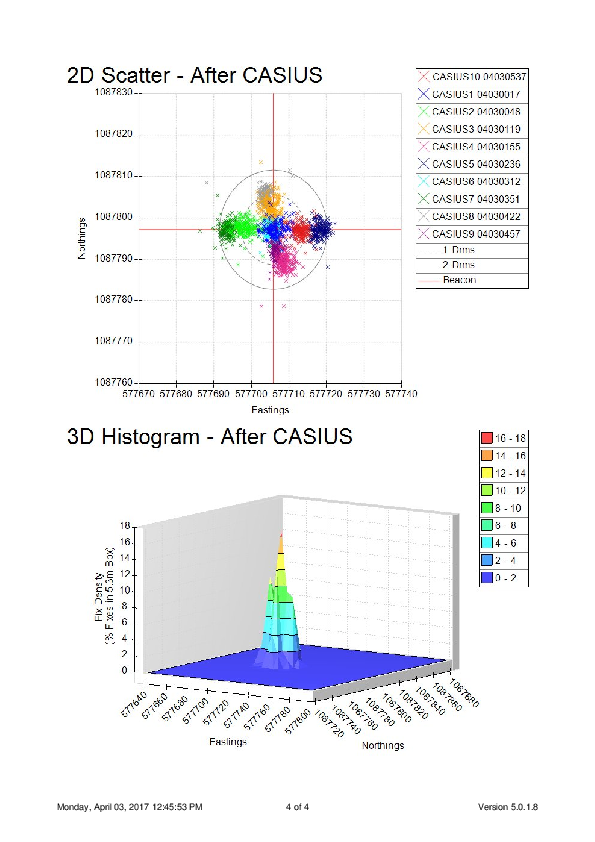 2D Scatter - After CASIUS
CASIUS10 04030537
CASIUS1 04030017
CASIUS2 04030048
CASIUS3 04030119
CASIUS4 04030155
CASIUS5 04030236
CASIUS6 04030312
CASIUS7 04030351
CASIUS8 04030422
CASIUS9 04030457
1 Drms
2 Drms
Beacon
1087830
1087820
1087810
1087800
1087790
1087780
1087770
1087760
Northings
577670 577680 577690 577700 577710 577720 577730 577740
Eastings
3D Histogram - After CASIUS
16 - 18
14 - 16
12 - 14
10 - 12
8 - 10
6 - 8
4 - 6
2 - 4
0 - 2
18
16
14
12
10
8
6
4
2
0
Fix Density
577640
577660
577680
577700
577720
577740
577760
577780
577800
Eastings
1087720
1087740
1087760
1087780
1087800
1087820
1087840
1087860
1087880
Northings
Monday, April 03, 2017 12:45:53 PM 4 of 4 Version 5.0.1.8